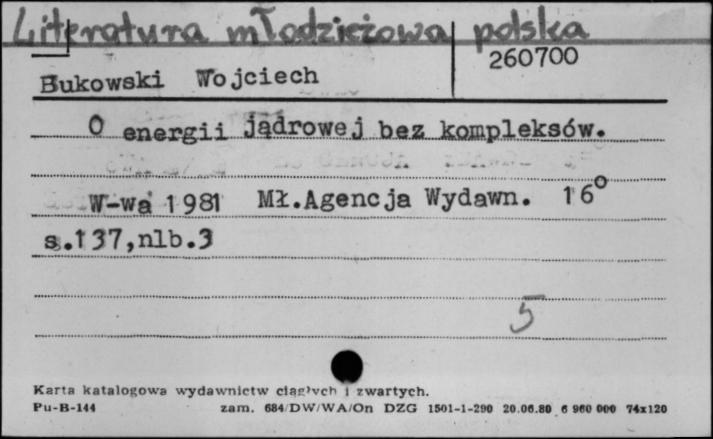 Literatura młodzieżowa polska
260700
Bukowski Wojciech
O energii jądrowej bez kompleksów.
W-wa 1981 Mł.Agencja Wydawn. 16°
s.137,nlb.3
5
Karta katalogowa wydawnictw ciągłych i zwartych.
Pu-B-144 zam. 684/DW/WA/On DZG 1501-1-290 20.06.80 6 960 000 74x120